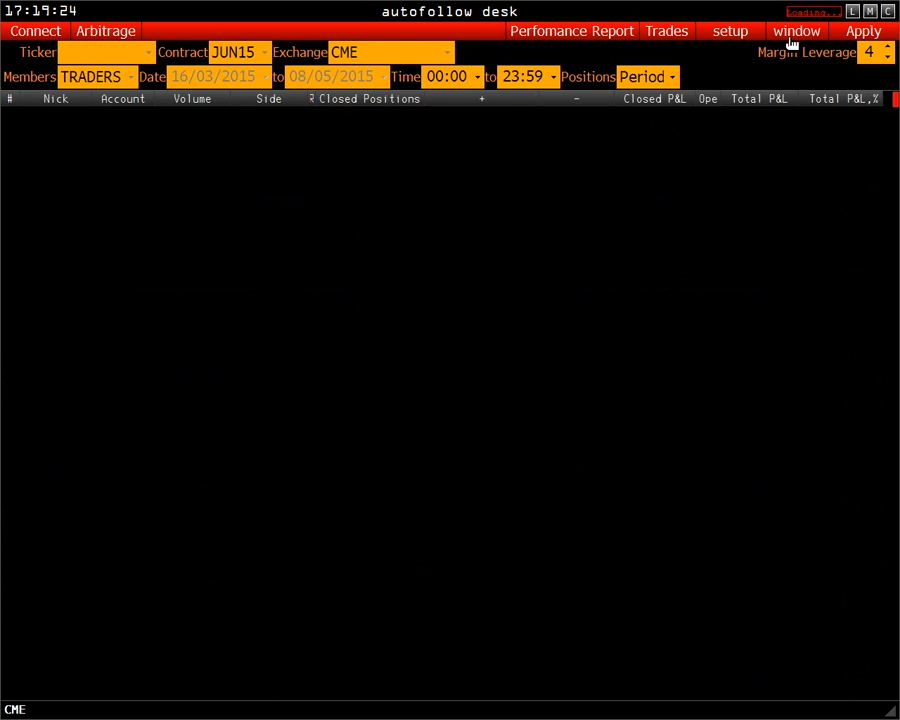 17:19:24 autofollow desk Loading... L M C
Connect Arbitrage Perfomance Report Trades setup window Apply
Ticker Contract JUN15 Exchange CME Margin Leverage 4
Members TRADERS Date 16/03/2015 to 08/05/2015 Time 00:00 to 23:59 Positions Period
# Nick Account Volume Side R Closed Positions + - Closed P&L Ope Total P&L Total P&L,%
CME